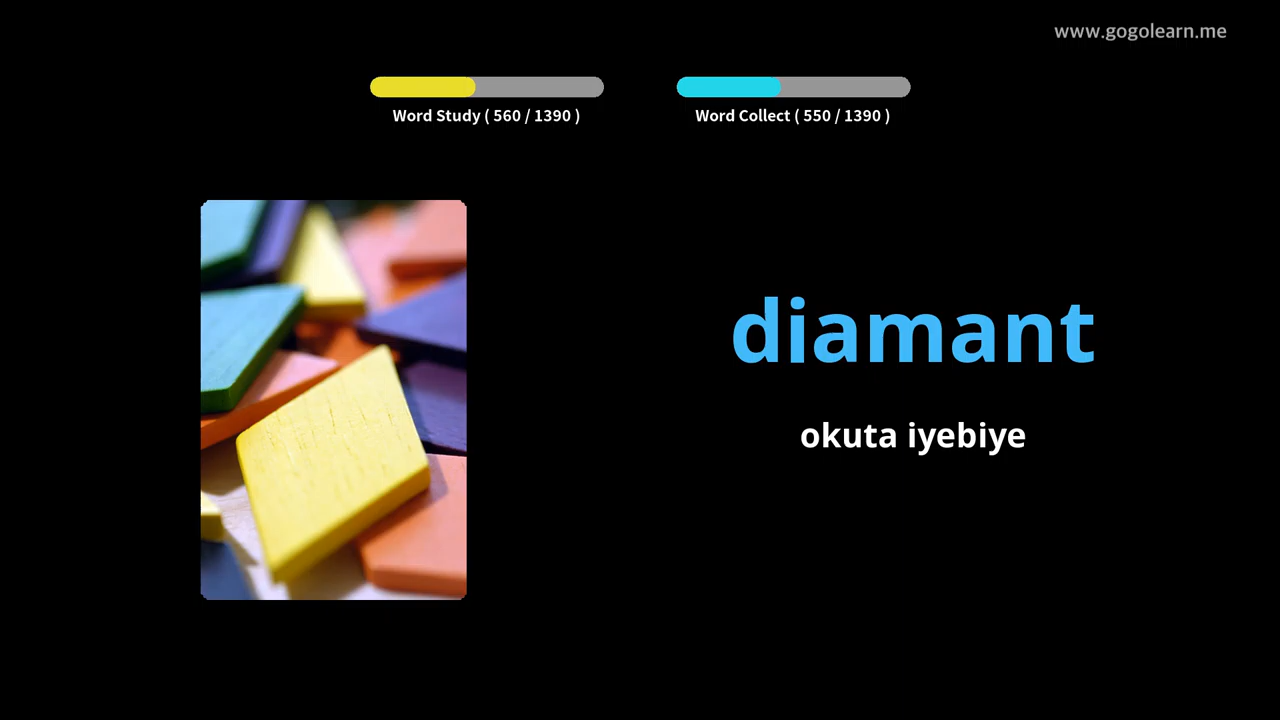 www.gogolearn.me
Word Study ( 560 / 1390 )
Word Collect ( 550 / 1390 )
diamant
okuta iyebiye